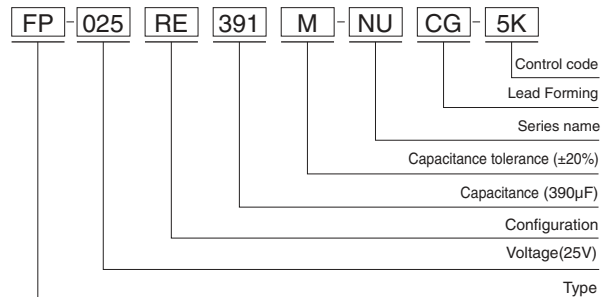 FP-025 RE 391 M-NU CG-5K
Control code
Lead Forming
Series name
Capacitance tolerance (±20%)
Capacitance (390µF)
Configuration
Voltage(25V)
Type